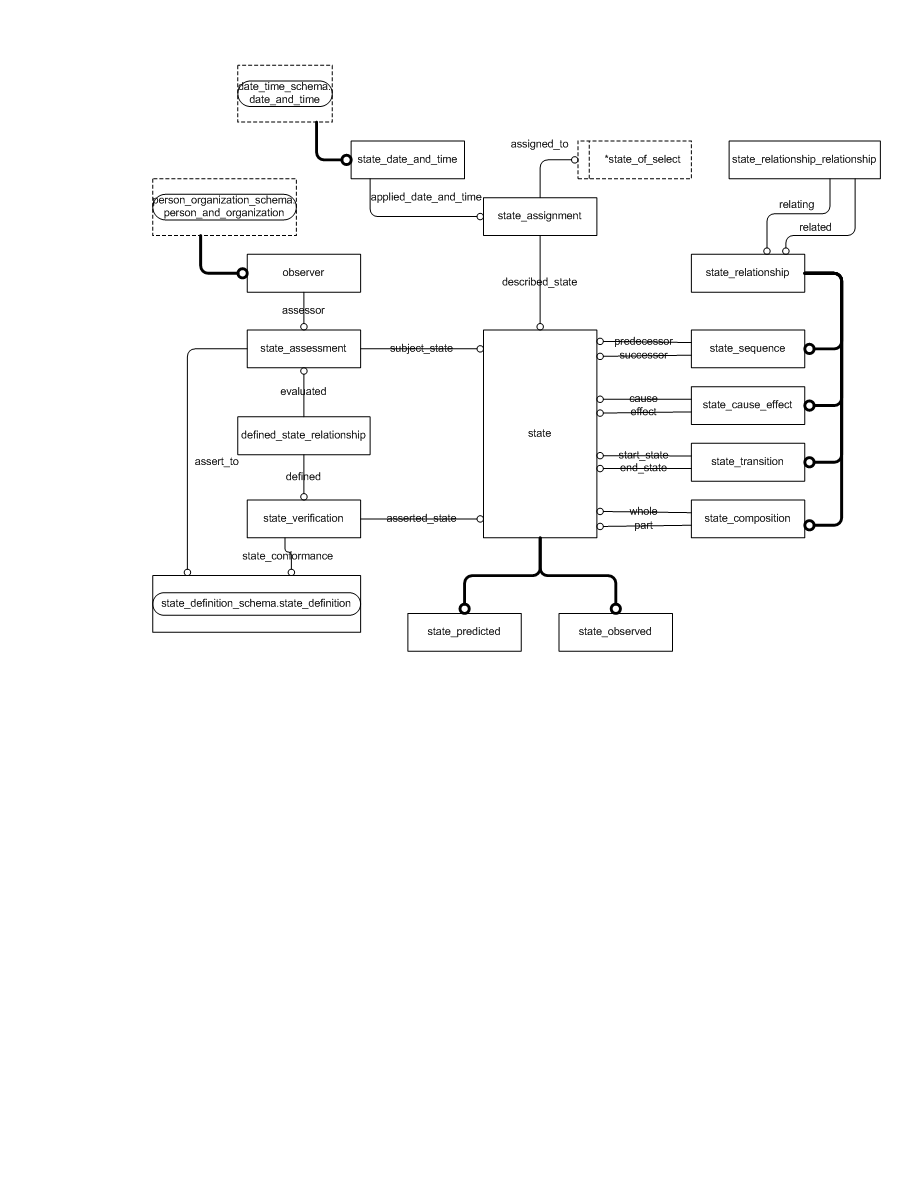 date_time_schema.
date_and_time
state_date_and_time
assigned_to
*state_of_select
state_relationship_relationship
person_organization_schema.
person_and_organization
applied_date_and_time
state_assignment
relating
related
observer
described_state
state_relationship
assessor
state_assessment
subject_state
predecessor
successor
state_sequence
evaluated
cause
effect
state_cause_effect
defined_state_relationship
state
assert_to
start_state
end_state
state_transition
defined
state_verification
asserted_state
whole
part
state_composition
state_conformance
state_definition_schema.state_definition
state_predicted
state_observed